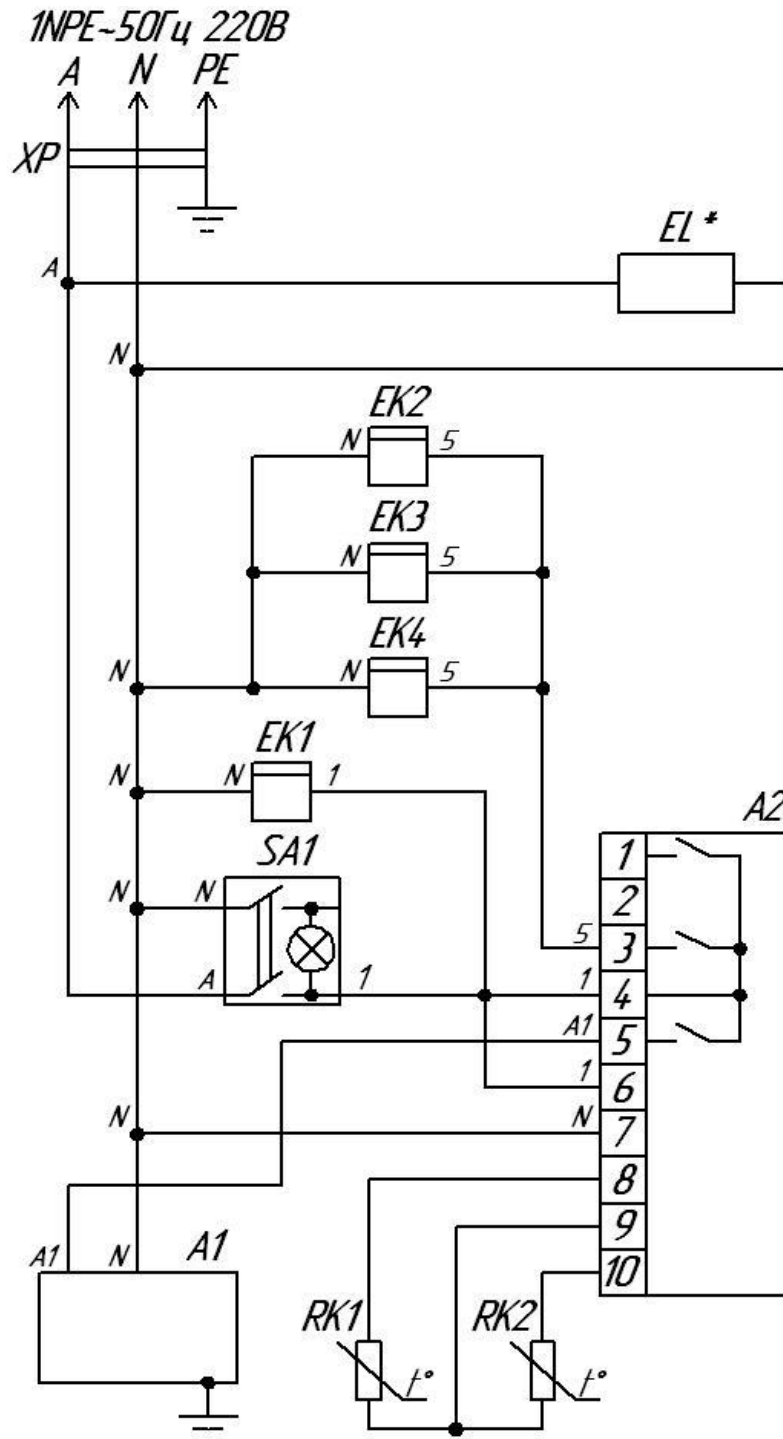 1NPE~50Гц 220В
A N PE
XP
EL*
A
N
EK2
N 5
EK3
N 5
EK4
N N 5
EK1
N N 1
A2
SA1
1
2
N N
5 3
A 1 1 4
A1 5
1 6
N N 7
8
9
A1 N A1
10
RK1 RK2
t° t°